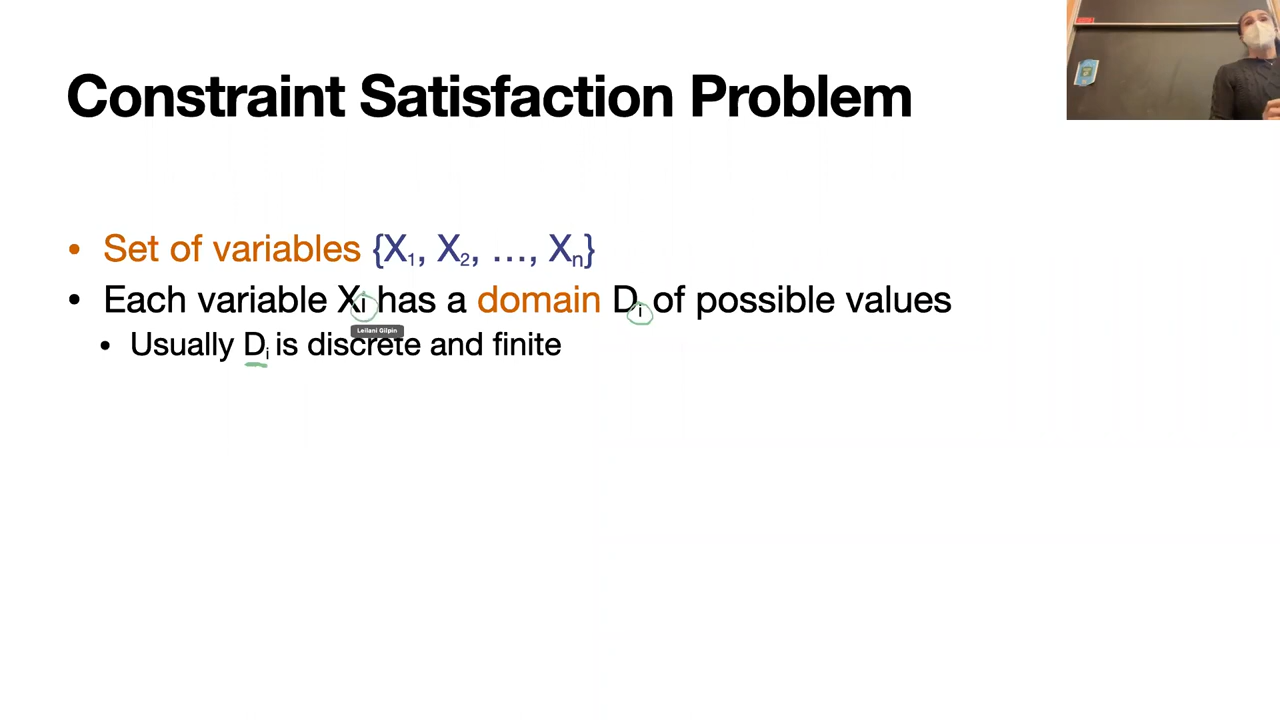 Constraint Satisfaction Problem
• Set of variables {X₁, X₂, …, Xₙ}
• Each variable Xi has a domain Dᵢ of possible values
Leilani Gilpin
• Usually Dᵢ is discrete and finite